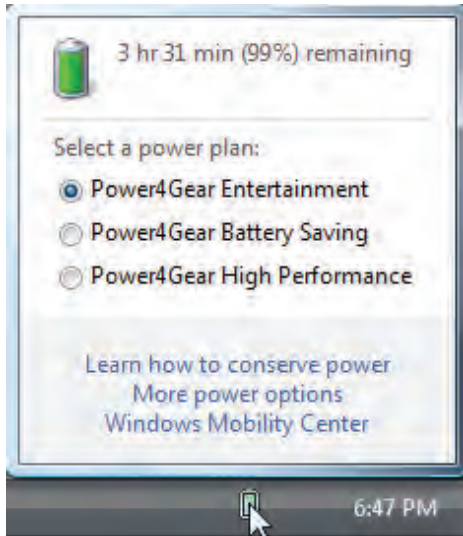 3 hr 31 min (99%) remaining
Select a power plan:
Power4Gear Entertainment
Power4Gear Battery Saving
Power4Gear High Performance
Learn how to conserve power
More power options
Windows Mobility Center
6:47 PM